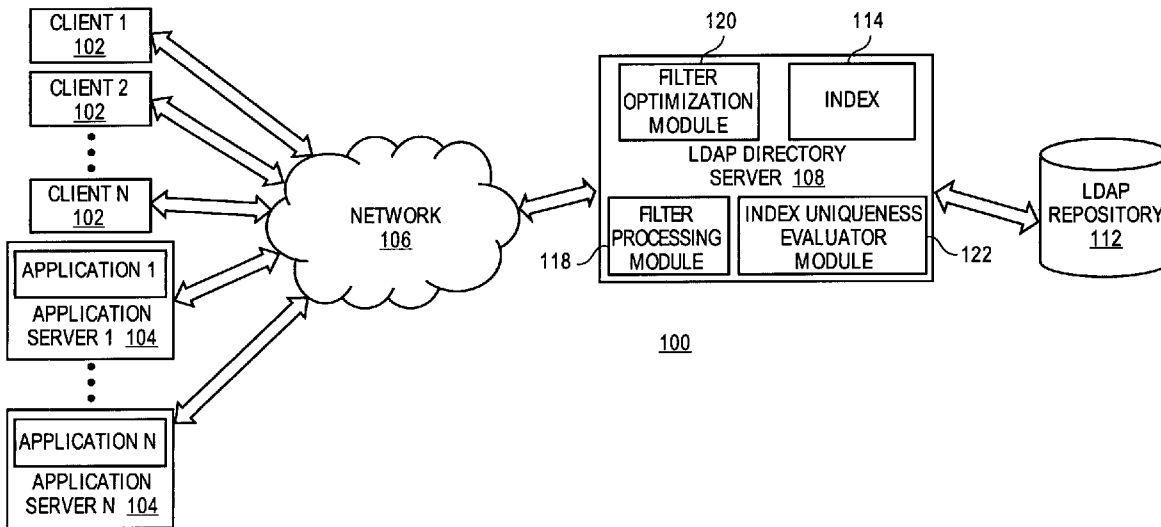 CLIENT 1
102
CLIENT 2
102
CLIENT N
102
APPLICATION 1
APPLICATION
SERVER 1 104
APPLICATION N
APPLICATION
SERVER N 104
NETWORK
106
120
114
FILTER
OPTIMIZATION
MODULE
INDEX
LDAP DIRECTORY
SERVER 108
FILTER
PROCESSING
MODULE
INDEX UNIQUENESS
EVALUATOR
MODULE
118
122
LDAP
REPOSITORY
112
100